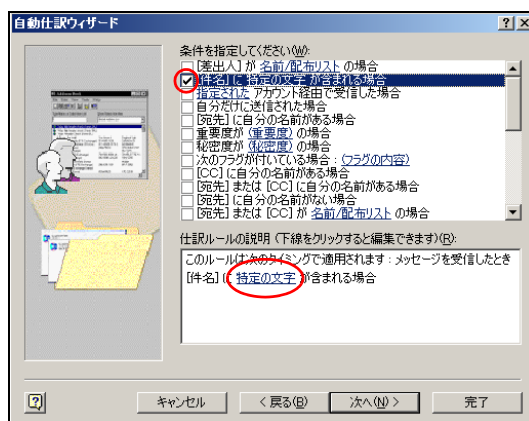 自動仕訳ウィザード
条件を指定してください(W):
[差出人] が 名前/配布リスト の場合
[件名] に 特定の文字 が含まれる場合
指定された アカウント経由で受信した場合
自分だけに送信された場合
[宛先] に自分の名前がある場合
重要度が (重要度) の場合
秘密度が (秘密度) の場合
次のフラグが付いている場合 : (フラグの内容)
[CC] に自分の名前がある場合
[宛先] または [CC] に自分の名前がある場合
[宛先] に自分の名前がない場合
[宛先] または [CC] が 名前/配布リスト の場合
仕訳ルールの説明 (下線をクリックすると編集できます)(R):
このルールは次のタイミングで適用されます : メッセージを受信したとき
[件名] に 特定の文字 が含まれる場合
キャンセル
< 戻る(B)
次へ(N) >
完了